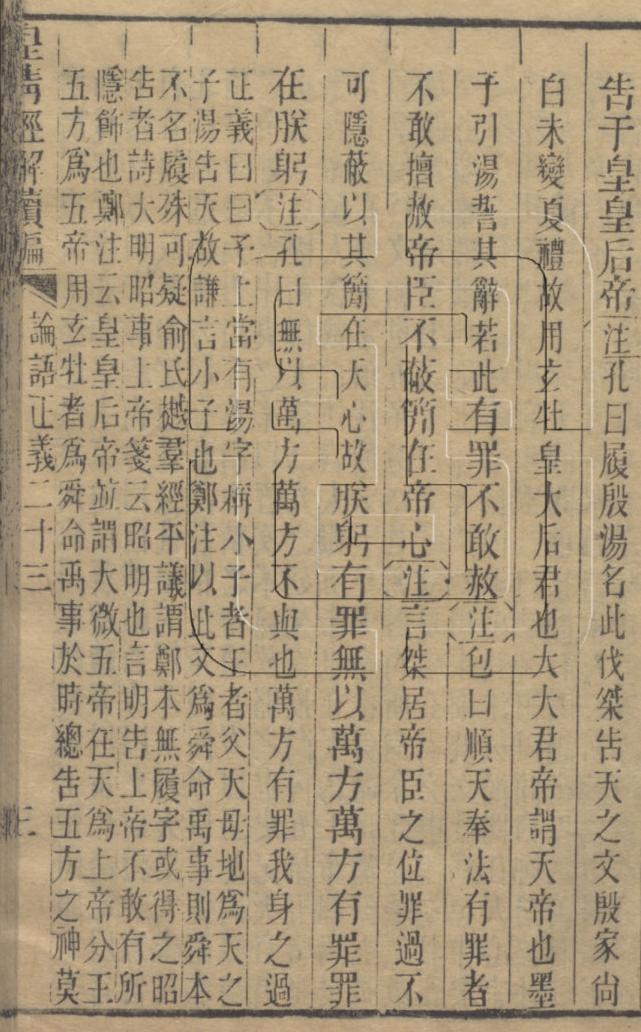 告于皇皇后帝注孔曰履殷湯名此伐桀告天之文殷家尚
白未變夏禮故用玄牡皇大后君也大大君帝謂天帝也墨
子引湯誓其辭若此有罪不敢赦注包曰順天奉法有罪者
不敢擅赦帝臣不蔽簡在帝心注言桀居帝臣之位罪過不
可隱蔽以其簡在天心故朕躬有罪無以萬方萬方有罪罪
在朕躬注孔曰無以萬方萬方不與也萬方有罪我身之過
正義曰曰予上當有湯字稱小子者王者父天母地為天之
子湯告天故謙言小子也鄭注以此文爲舜命禹事則舜本
不名履殊可疑俞氏樾羣經平議謂鄭本無履字或得之昭
告者詩大明昭事上帝箋云昭明也言明告上帝不敢有所
隱飾也鄭注云皇皇后帝並謂大微五帝在天爲上帝分王
五方爲五帝用玄牡者爲舜命禹事於時總告五方之神莫
皇清經解續編 論語正義二十三 三